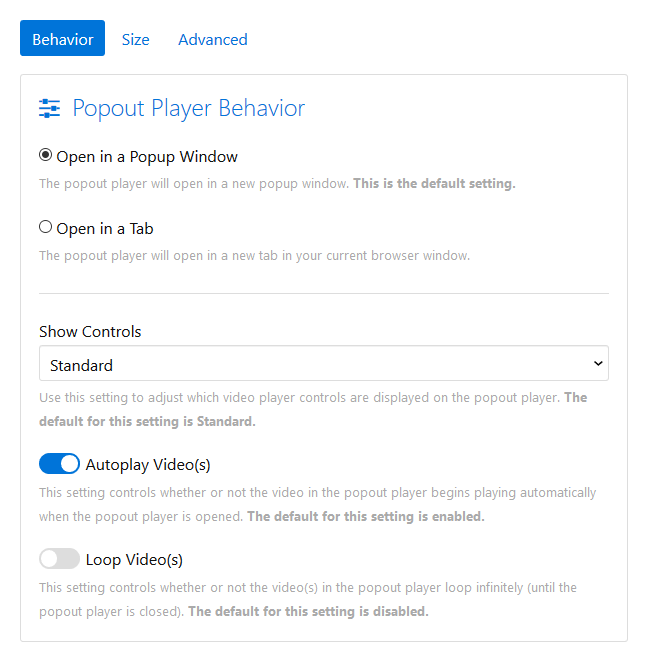 Behavior Size Advanced
Popout Player Behavior
Open in a Popup Window
The popout player will open in a new popup window. This is the default setting.
Open in a Tab
The popout player will open in a new tab in your current browser window.
Show Controls
Standard
Use this setting to adjust which video player controls are displayed on the popout player. The
default for this setting is Standard.
Autoplay Video(s)
This setting controls whether or not the video in the popout player begins playing automatically
when the popout player is opened. The default for this setting is enabled.
Loop Video(s)
This setting controls whether or not the video(s) in the popout player loop infinitely (until the
popout player is closed). The default for this setting is disabled.